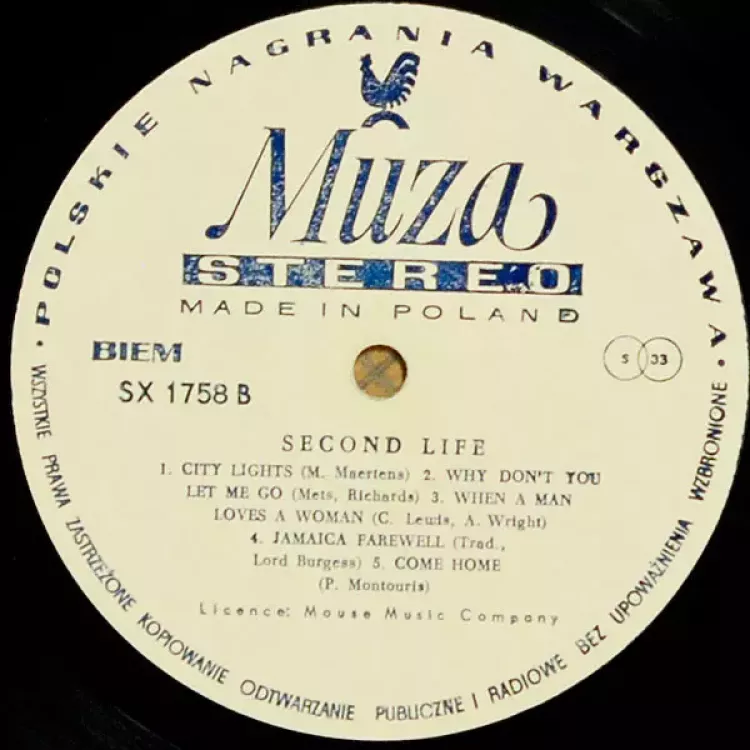 • POLSKIE NAGRANIA WARSZAWA •
Muza
STEREO
MADE IN POLAND
BIEM
S 33
SX 1758 B
SECOND LIFE
1. CITY LIGHTS (M. Maertens) 2. WHY DON'T YOU
LET ME GO (Mets, Richards) 3. WHEN A MAN
LOVES A WOMAN (C. Lewis, A. Wright)
4. JAMAICA FAREWELL (Trad.,
Lord Burgess) 5. COME HOME
(P. Montouris)
Licence: Mouse Music Company
WSZYSTKIE PRAWA ZASTRZEŻONE KOPIOWANIE ODTWARZANIE PUBLICZNE I RADIOWE BEZ UPOWAŻNIENIA WZBRONIONE